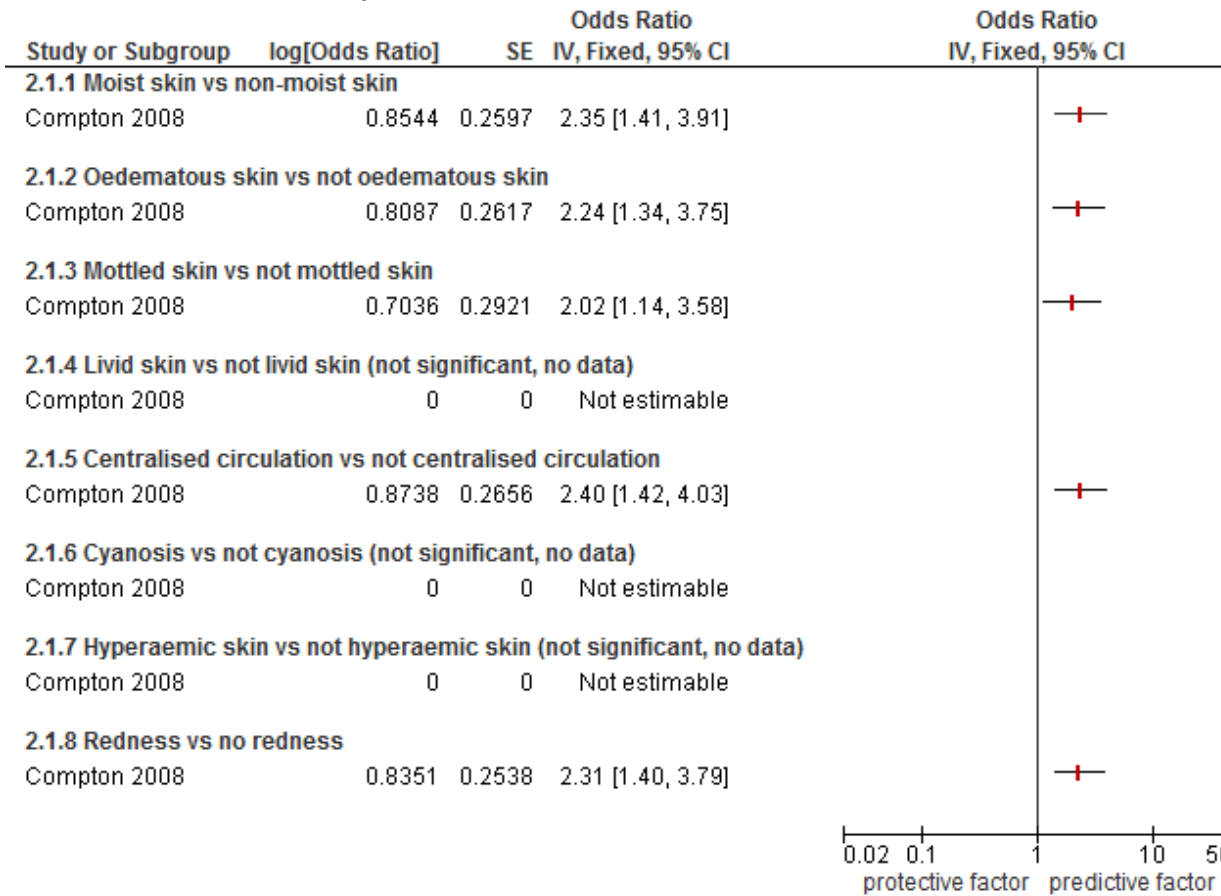 Odds Ratio Odds Ratio
Study or Subgroup log[Odds Ratio] SE IV, Fixed, 95% CI IV, Fixed, 95% CI
2.1.1 Moist skin vs non-moist skin
Compton 2008 0.8544 0.2597 2.35 [1.41, 3.91]
2.1.2 Oedematous skin vs not oedematous skin
Compton 2008 0.8087 0.2617 2.24 [1.34, 3.75]
2.1.3 Mottled skin vs not mottled skin
Compton 2008 0.7036 0.2921 2.02 [1.14, 3.58]
2.1.4 Livid skin vs not livid skin (not significant, no data)
Compton 2008 0 0 Not estimable
2.1.5 Centralised circulation vs not centralised circulation
Compton 2008 0.8738 0.2656 2.40 [1.42, 4.03]
2.1.6 Cyanosis vs not cyanosis (not significant, no data)
Compton 2008 0 0 Not estimable
2.1.7 Hyperaemic skin vs not hyperaemic skin (not significant, no data)
Compton 2008 0 0 Not estimable
2.1.8 Redness vs no redness
Compton 2008 0.8351 0.2538 2.31 [1.40, 3.79]
0.02 0.1 1 10
protective factor predictive factor